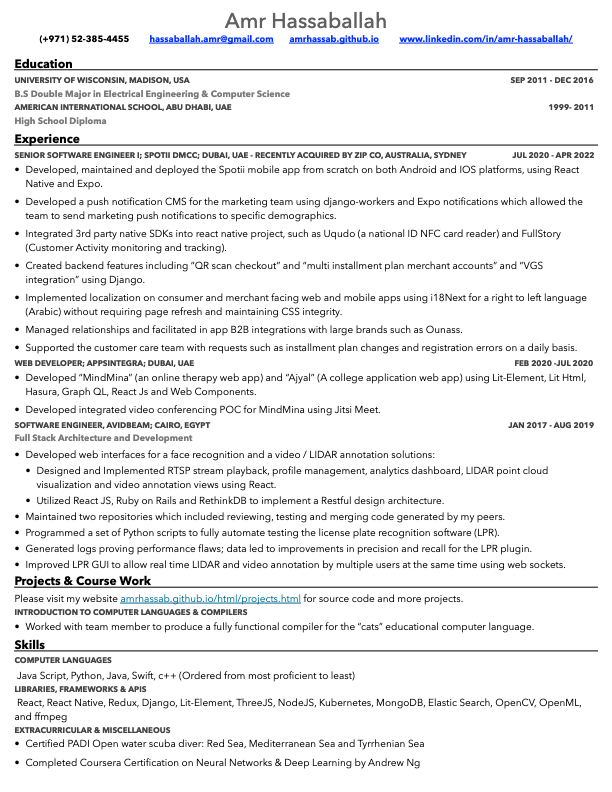 Amr Hassaballah
(+971) 52-385-4455 hassaballah.amr@gmail.com amrhassab.github.io www.linkedin.com/in/amr-hassaballah/
Education
UNIVERSITY OF WISCONSIN, MADISON, USA SEP 2011 - DEC 2016
B.S Double Major in Electrical Engineering & Computer Science
AMERICAN INTERNATIONAL SCHOOL, ABU DHABI, UAE 1999- 2011
High School Diploma
Experience
SENIOR SOFTWARE ENGINEER I; SPOTII DMCC; DUBAI, UAE - RECENTLY ACQUIRED BY ZIP CO, AUSTRALIA, SYDNEY JUL 2020 - APR 2022
• Developed, maintained and deployed the Spotii mobile app from scratch on both Android and IOS platforms, using React
Native and Expo.
• Developed a push notification CMS for the marketing team using django-workers and Expo notifications which allowed the
team to send marketing push notifications to specific demographics.
• Integrated 3rd party native SDKs into react native project, such as Uqudo (a national ID NFC card reader) and FullStory
(Customer Activity monitoring and tracking).
• Created backend features including “QR scan checkout” and “multi installment plan merchant accounts” and “VGS
integration” using Django.
• Implemented localization on consumer and merchant facing web and mobile apps using i18Next for a right to left language
(Arabic) without requiring page refresh and maintaining CSS integrity.
• Managed relationships and facilitated in app B2B integrations with large brands such as Ounass.
• Supported the customer care team with requests such as installment plan changes and registration errors on a daily basis.
WEB DEVELOPER; APPSINTEGRA; DUBAI, UAE FEB 2020 -JUL 2020
• Developed “MindMina” (an online therapy web app) and “Ajyal” (A college application web app) using Lit-Element, Lit Html,
Hasura, Graph QL, React Js and Web Components.
• Developed integrated video conferencing POC for MindMina using Jitsi Meet.
SOFTWARE ENGINEER, AVIDBEAM; CAIRO, EGYPT JAN 2017 - AUG 2019
Full Stack Architecture and Development
• Developed web interfaces for a face recognition and a video / LIDAR annotation solutions:
• Designed and Implemented RTSP stream playback, profile management, analytics dashboard, LIDAR point cloud
visualization and video annotation views using React.
• Utilized React JS, Ruby on Rails and RethinkDB to implement a Restful design architecture.
• Maintained two repositories which included reviewing, testing and merging code generated by my peers.
• Programmed a set of Python scripts to fully automate testing the license plate recognition software (LPR).
• Generated logs proving performance flaws; data led to improvements in precision and recall for the LPR plugin.
• Improved LPR GUI to allow real time LIDAR and video annotation by multiple users at the same time using web sockets.
Projects & Course Work
Please visit my website amrhassab.github.io/html/projects.html for source code and more projects.
INTRODUCTION TO COMPUTER LANGUAGES & COMPILERS
• Worked with team member to produce a fully functional compiler for the “cats” educational computer language.
Skills
COMPUTER LANGUAGES
Java Script, Python, Java, Swift, c++ (Ordered from most proficient to least)
LIBRARIES, FRAMEWORKS & APIS
React, React Native, Redux, Django, Lit-Element, ThreeJS, NodeJS, Kubernetes, MongoDB, Elastic Search, OpenCV, OpenML,
and ffmpeg
EXTRACURRICULAR & MISCELLANEOUS
• Certified PADI Open water scuba diver: Red Sea, Mediterranean Sea and Tyrrhenian Sea
• Completed Coursera Certification on Neural Networks & Deep Learning by Andrew Ng